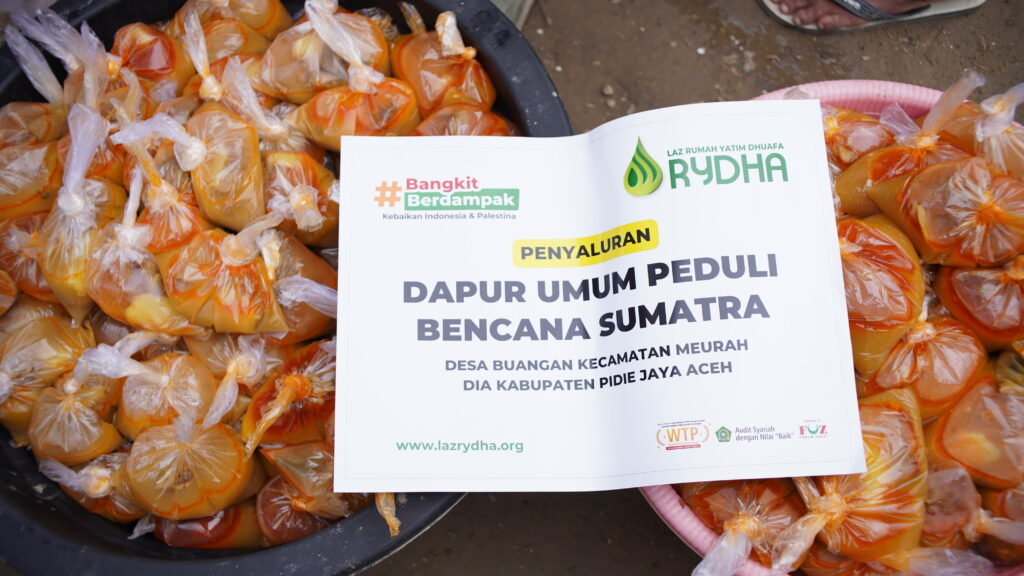 #Bangkit
Berdampak
Kebaikan Indonesia & Palestina
LAZ RUMAH YATIM DHUAFA
RYDHA
PENYALURAN
DAPUR UMUM PEDULI
BENCANA SUMATRA
DESA BUANGAN KECAMATAN MEURAH
DIA KABUPATEN PIDIE JAYA ACEH
www.lazrydha.org
WTP
Audit Syariah
dengan Nilai "Baik"
FOZ